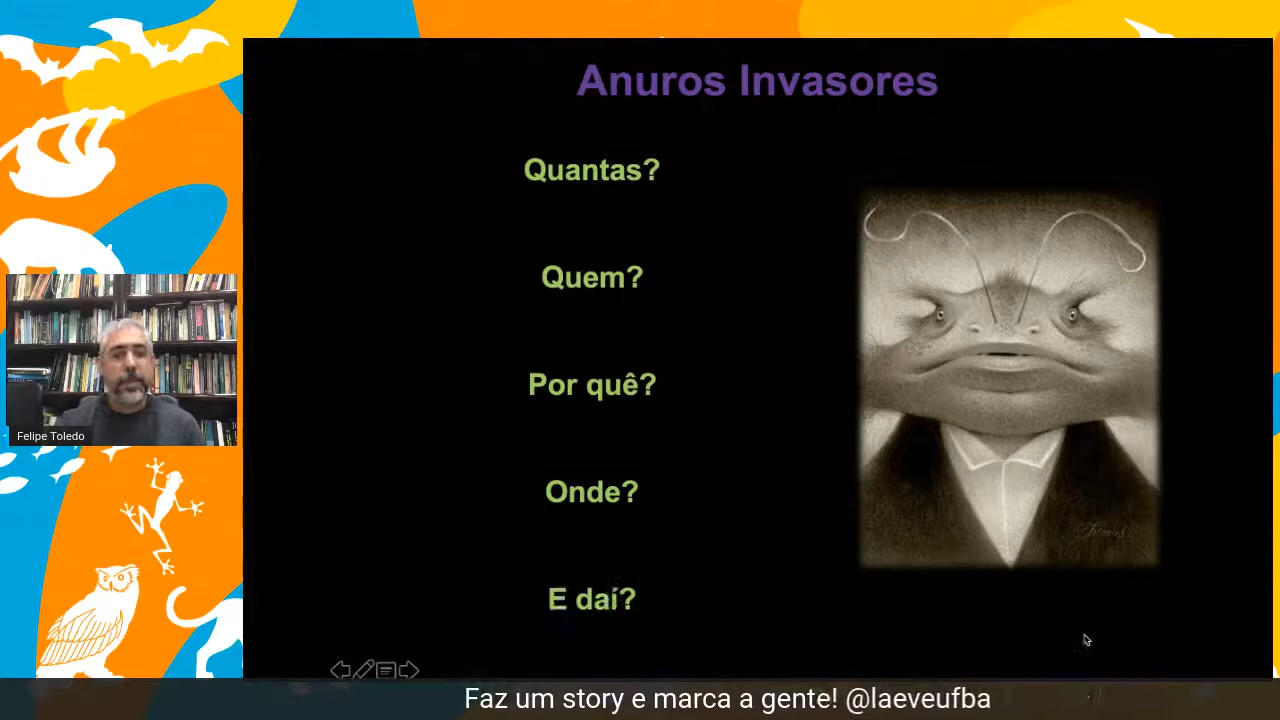 Anuros Invasores
Quantas?
Quem?
Por quê?
Onde?
E daí?
Felipe Toledo
Faz um story e marca a gente! @laeveufba